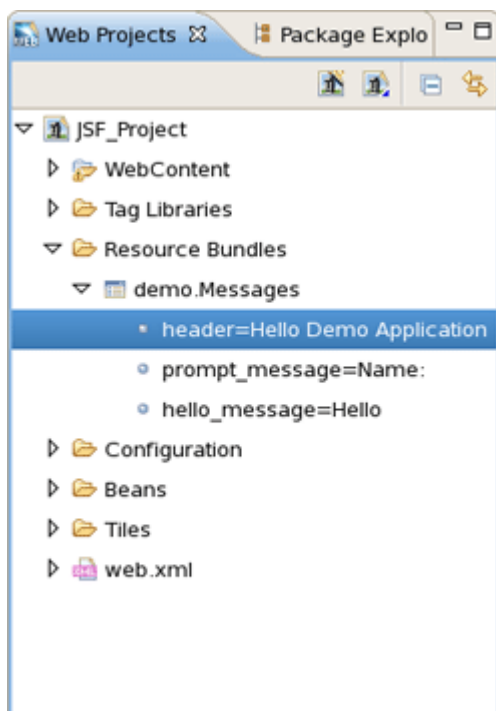 Web Projects Package Explo
JSF_Project
WebContent
Tag Libraries
Resource Bundles
demo.Messages
header=Hello Demo Application
prompt_message=Name:
hello_message=Hello
Configuration
Beans
Tiles
web.xml